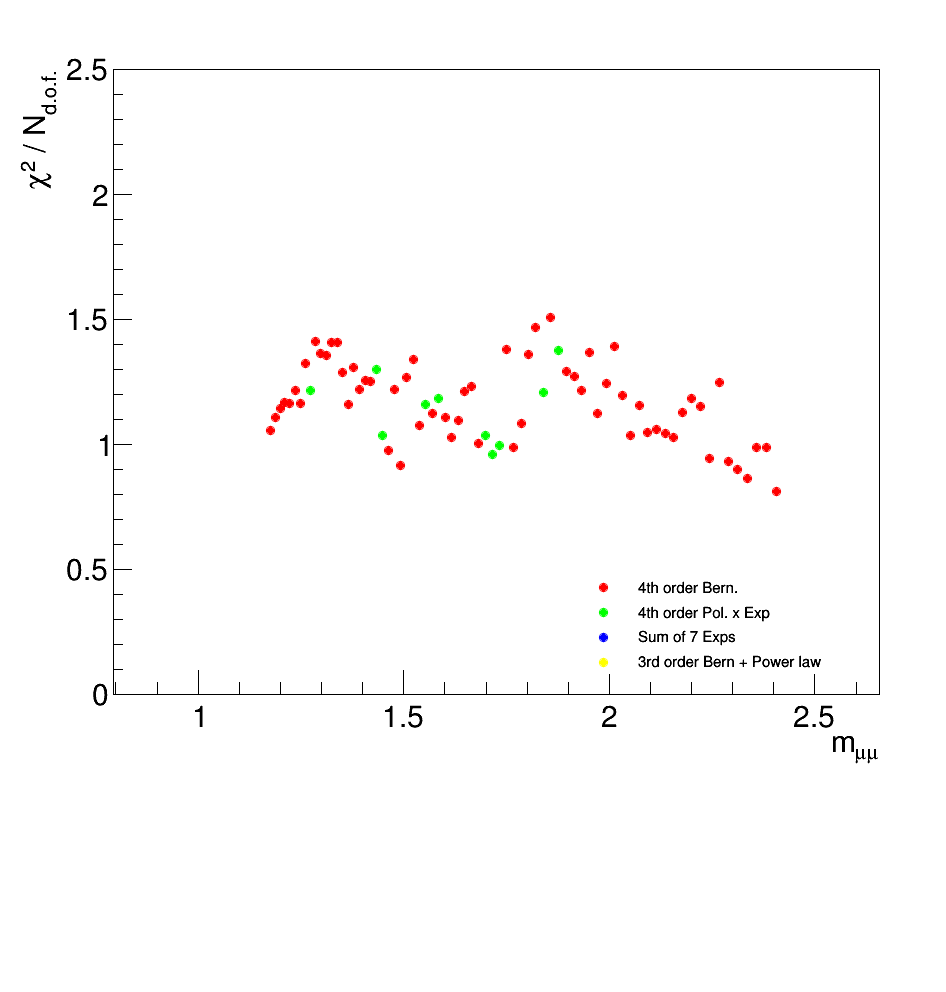 χ² / N_d.o.f.
2.5
2
1.5
1
0.5
0
4th order Bern.
4th order Pol. x Exp
Sum of 7 Exps
3rd order Bern + Power law
1 1.5 2 2.5
m_μμ